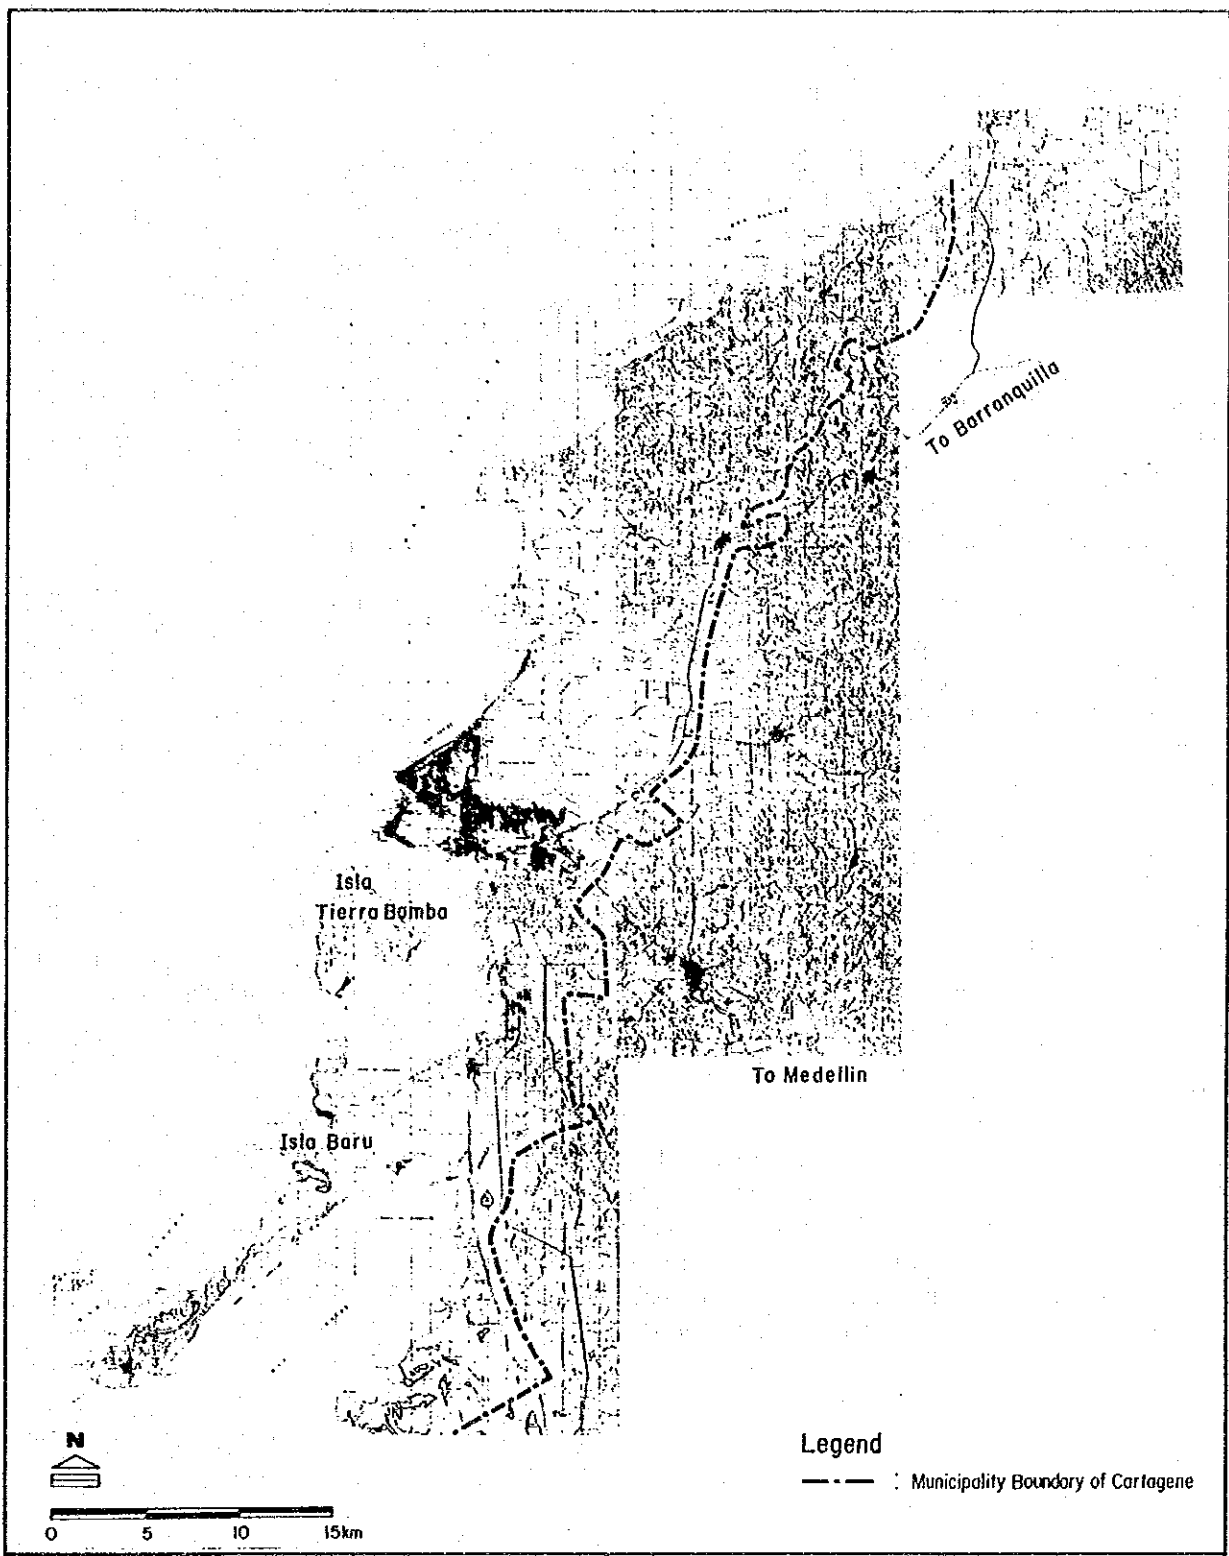 To Barranquilla
Isla
Tierra Bomba
To Medellin
Isla Baru
N
Legend
: Municipality Boundary of Cartagene
0 5 10 15km